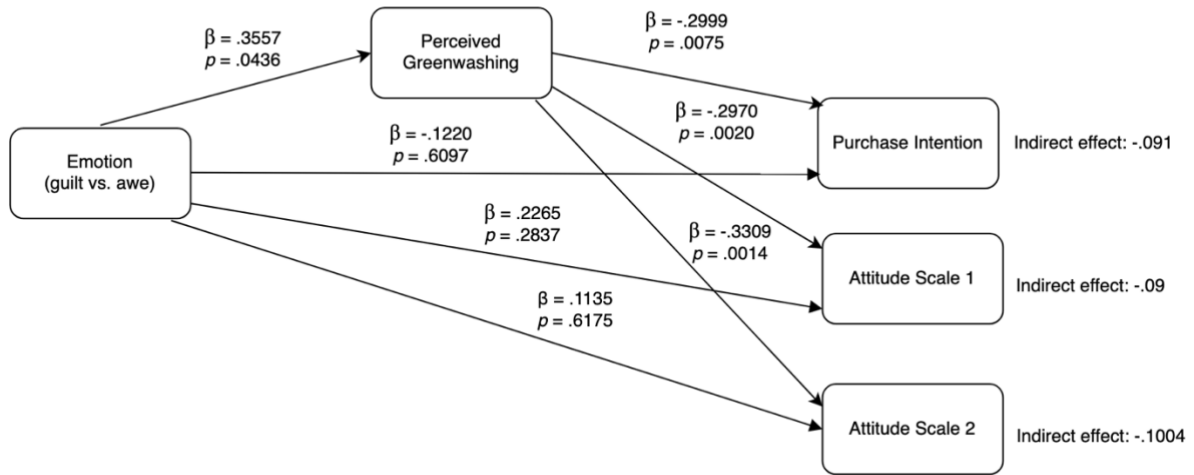 β = -.2999
p = .0075
β = .3557
p = .0436
Perceived
Greenwashing
β = -.2970
p = .0020
β = -.1220
p = .6097
Purchase Intention
Indirect effect: -.091
Emotion
(guilt vs. awe)
β = .2265
p = .2837
β = -.3309
p = .0014
Attitude Scale 1
Indirect effect: -.09
β = .1135
p = .6175
Attitude Scale 2
Indirect effect: -.1004